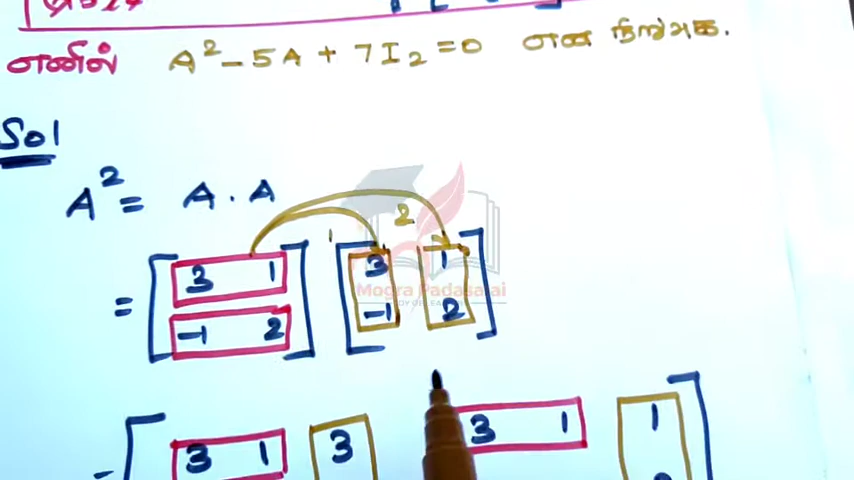 எனில் A² - 5A + 7I₂ = 0 என நிறுவுக.
Sol
A² = A . A
1 2
= [ 3 1 ] [ 3 1 ]
-1 2 -1 2
Mogra Padasalai
3 1 3 3 1 1